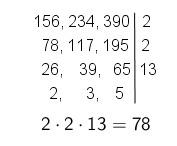 156, 234, 390 | 2
78, 117, 195 | 2
26, 39, 65 | 13
2, 3, 5 |
2 · 2 · 13 = 78